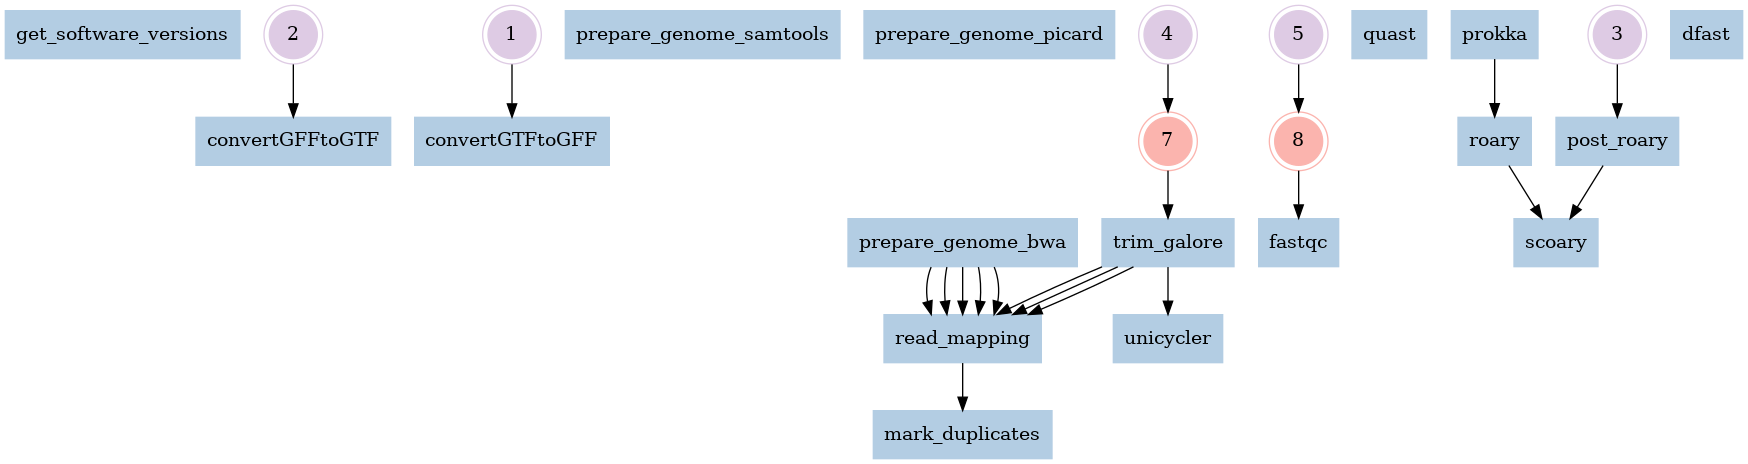 get_software_versions
2
1
prepare_genome_samtools
prepare_genome_picard
4
5
quast
prokka
3
dfast
convertGFFtoGTF
convertGTFtoGFF
7
8
roary
post_roary
prepare_genome_bwa
trim_galore
fastqc
scoary
read_mapping
unicycler
mark_duplicates